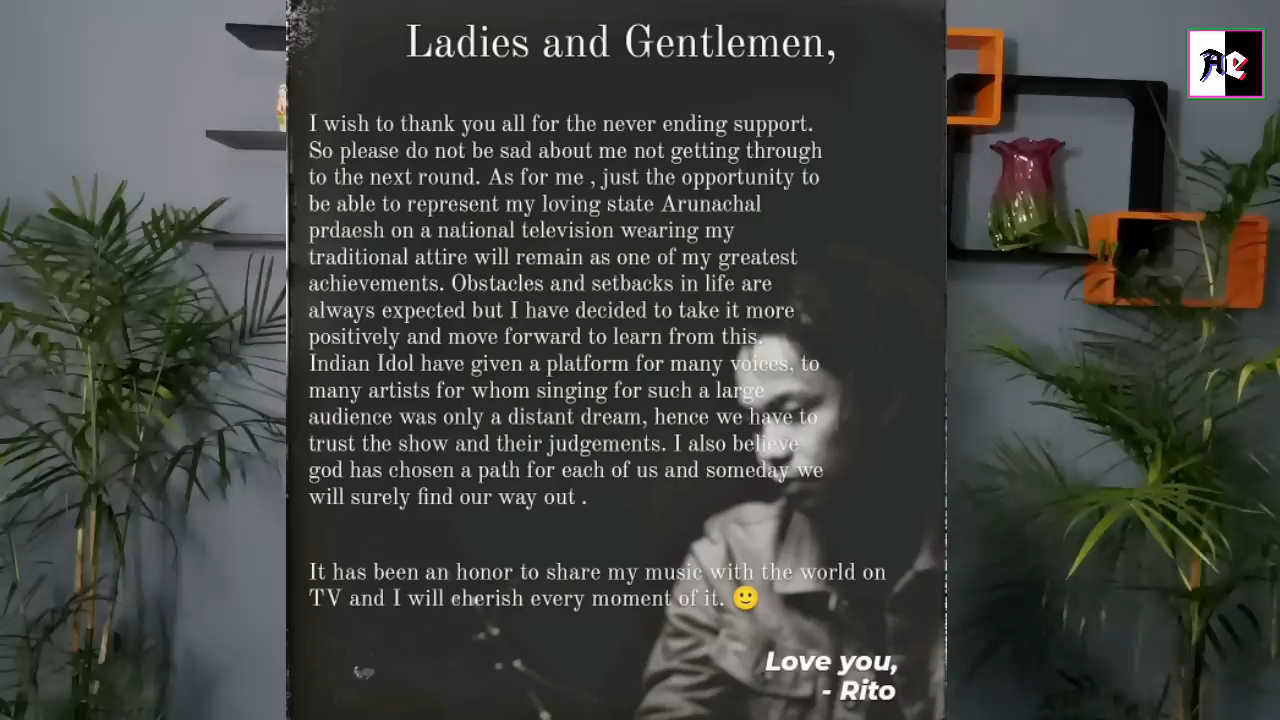 Ladies and Gentlemen,
I wish to thank you all for the never ending support.
So please do not be sad about me not getting through
to the next round. As for me , just the opportunity to
be able to represent my loving state Arunachal
prdaesh on a national television wearing my
traditional attire will remain as one of my greatest
achievements. Obstacles and setbacks in life are
always expected but I have decided to take it more
positively and move forward to learn from this.
Indian Idol have given a platform for many voices, to
many artists for whom singing for such a large
audience was only a distant dream, hence we have to
trust the show and their judgements. I also believe
god has chosen a path for each of us and someday we
will surely find our way out .
It has been an honor to share my music with the world on
TV and I will cherish every moment of it. 🙂
Love you,
- Rito
Ae